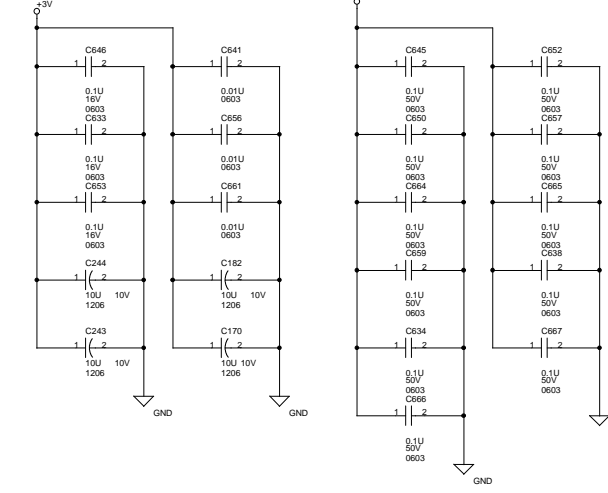 +3V
C646
1 2
0.1U
16V
0603
C633
1 2
0.1U
16V
0603
C653
1 2
0.1U
16V
0603
C244
1 2
10U 10V
1206
C243
1 2
10U 10V
1206
GND
C641
1 2
0.01U
0603
C656
1 2
0.01U
0603
C661
1 2
0.01U
0603
C182
1 2
10U 10V
1206
C170
1 2
10U 10V
1206
GND
C645
1 2
0.1U
50V
0603
C650
1 2
0.1U
50V
0603
C664
1 2
0.1U
50V
0603
C659
1 2
0.1U
50V
0603
C634
1 2
0.1U
50V
0603
C666
1 2
0.1U
50V
0603
GND
C652
1 2
0.1U
50V
0603
C657
1 2
0.1U
50V
0603
C665
1 2
0.1U
50V
0603
C638
1 2
0.1U
50V
0603
C667
1 2
0.1U
50V
0603